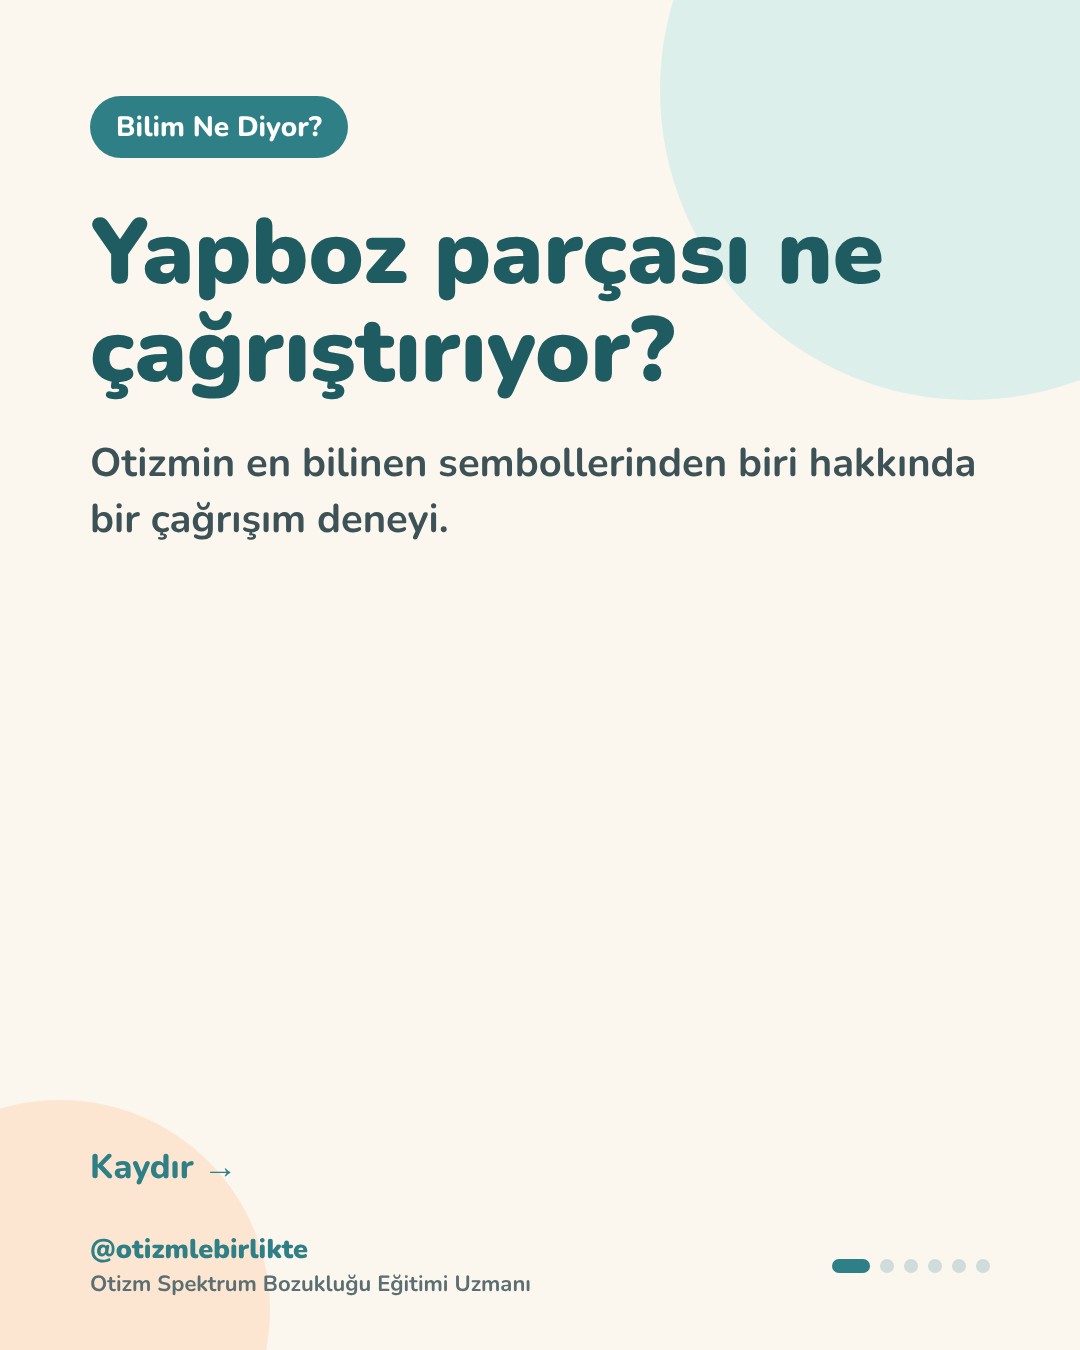 Bilim Ne Diyor?
Yapboz parçası ne
çağrıştırıyor?
Otizmin en bilinen sembollerinden biri hakkında
bir çağrışım deneyi.
Kaydır →
@otizmlebirlikte
Otizm Spektrum Bozukluğu Eğitimi Uzmanı